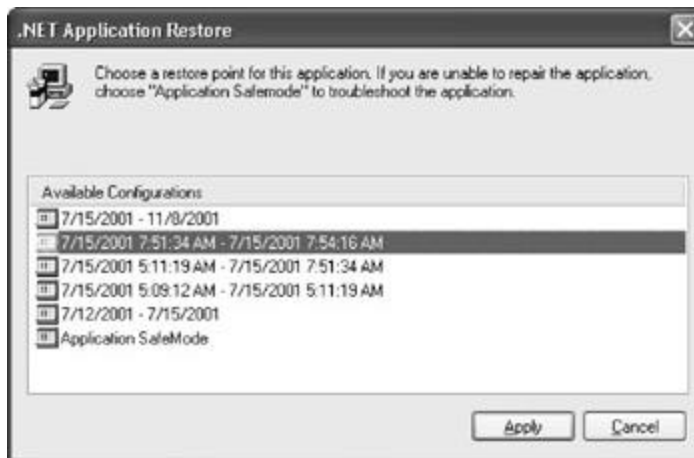 .NET Application Restore
Choose a restore point for this application. If you are unable to repair the application,
choose "Application Safemode" to troubleshoot the application.
Available Configurations
7/15/2001 - 11/8/2001
7/15/2001 7:51:34 AM - 7/15/2001 7:54:16 AM
7/15/2001 5:11:19 AM - 7/15/2001 7:51:34 AM
7/15/2001 5:09:12 AM - 7/15/2001 5:11:19 AM
7/12/2001 - 7/15/2001
Application SafeMode
Apply
Cancel